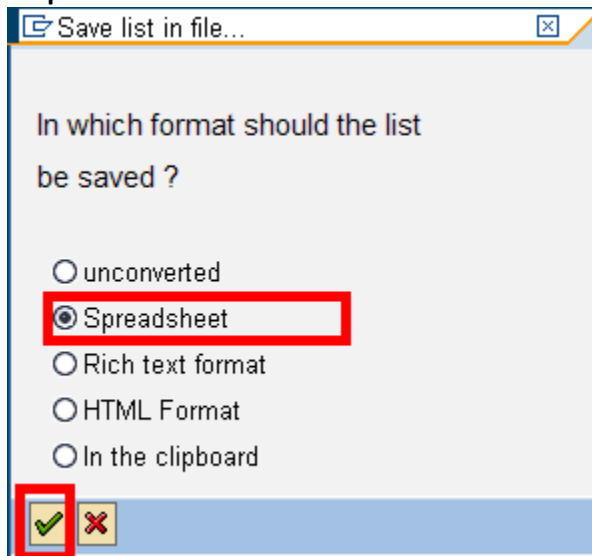 Save list in file...
In which format should the list
be saved ?
unconverted
Spreadsheet
Rich text format
HTML Format
In the clipboard